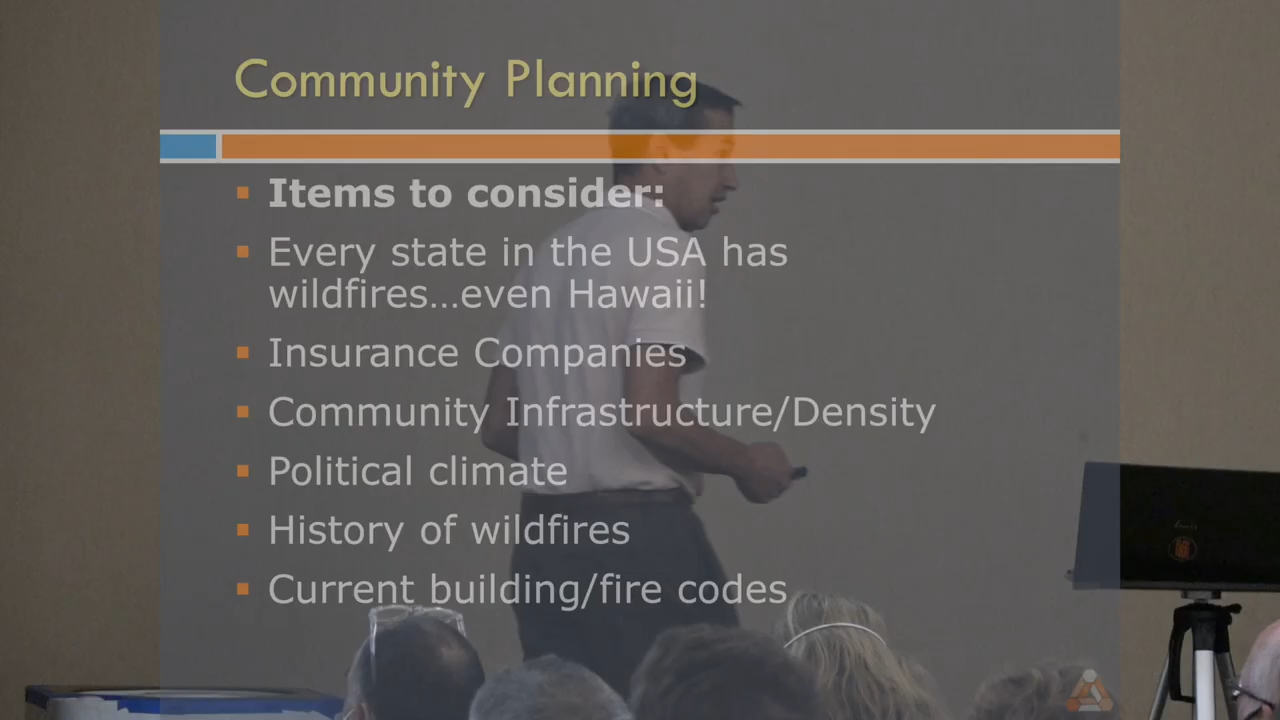 Community Planning
Items to consider:
Every state in the USA has
wildfires…even Hawaii!
Insurance Companies
Community Infrastructure/Density
Political climate
History of wildfires
Current building/fire codes